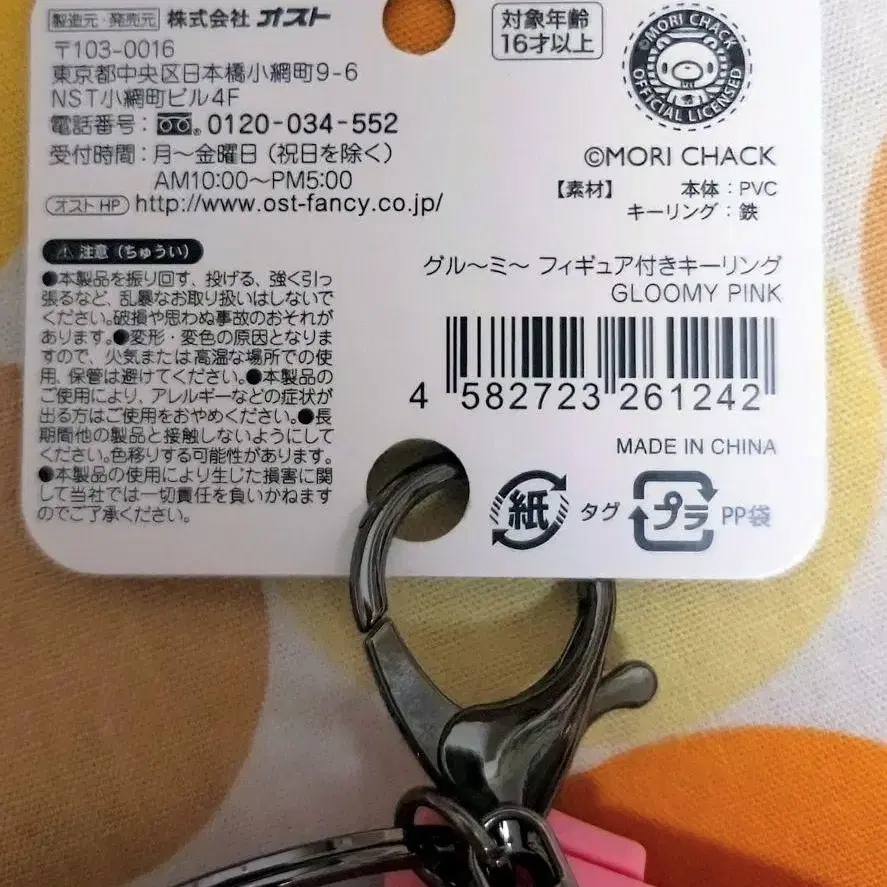 製造元・発売元 株式会社 オスト
〒103-0016
東京都中央区日本橋小網町9-6
NST小網町ビル4F
電話番号: 0120-034-552
受付時間:月〜金曜日(祝日を除く)
AM10:00〜PM5:00
オスト HP http://www.ost-fancy.co.jp/
対象年齢
16才以上
©MORI CHACK
OFFICIAL LICENSED
©MORI CHACK
【素材】 本体:PVC
キーリング:鉄
注意(ちゅうい)
●本製品を振り回す、投げる、強く引っ
張るなど、乱暴なお取り扱いはしないで
ください。破損や思わぬ事故のおそれが
あります。●変形・変色の原因となりま
すので、火気または高温な場所での使
用、保管は避けてください。●本製品の
ご使用により、アレルギーなどの症状が
出る方はご使用をおやめください。●長
期間他の製品と接触しないようにして
ください。色移りする可能性があります。
●本製品の使用により生じた損害に関
して当社では一切責任を負いかねます
のでご了承ください。
グル〜ミ〜 フィギュア付きキーリング
GLOOMY PINK
4 582723 261242
MADE IN CHINA
紙 タグ プラ PP袋